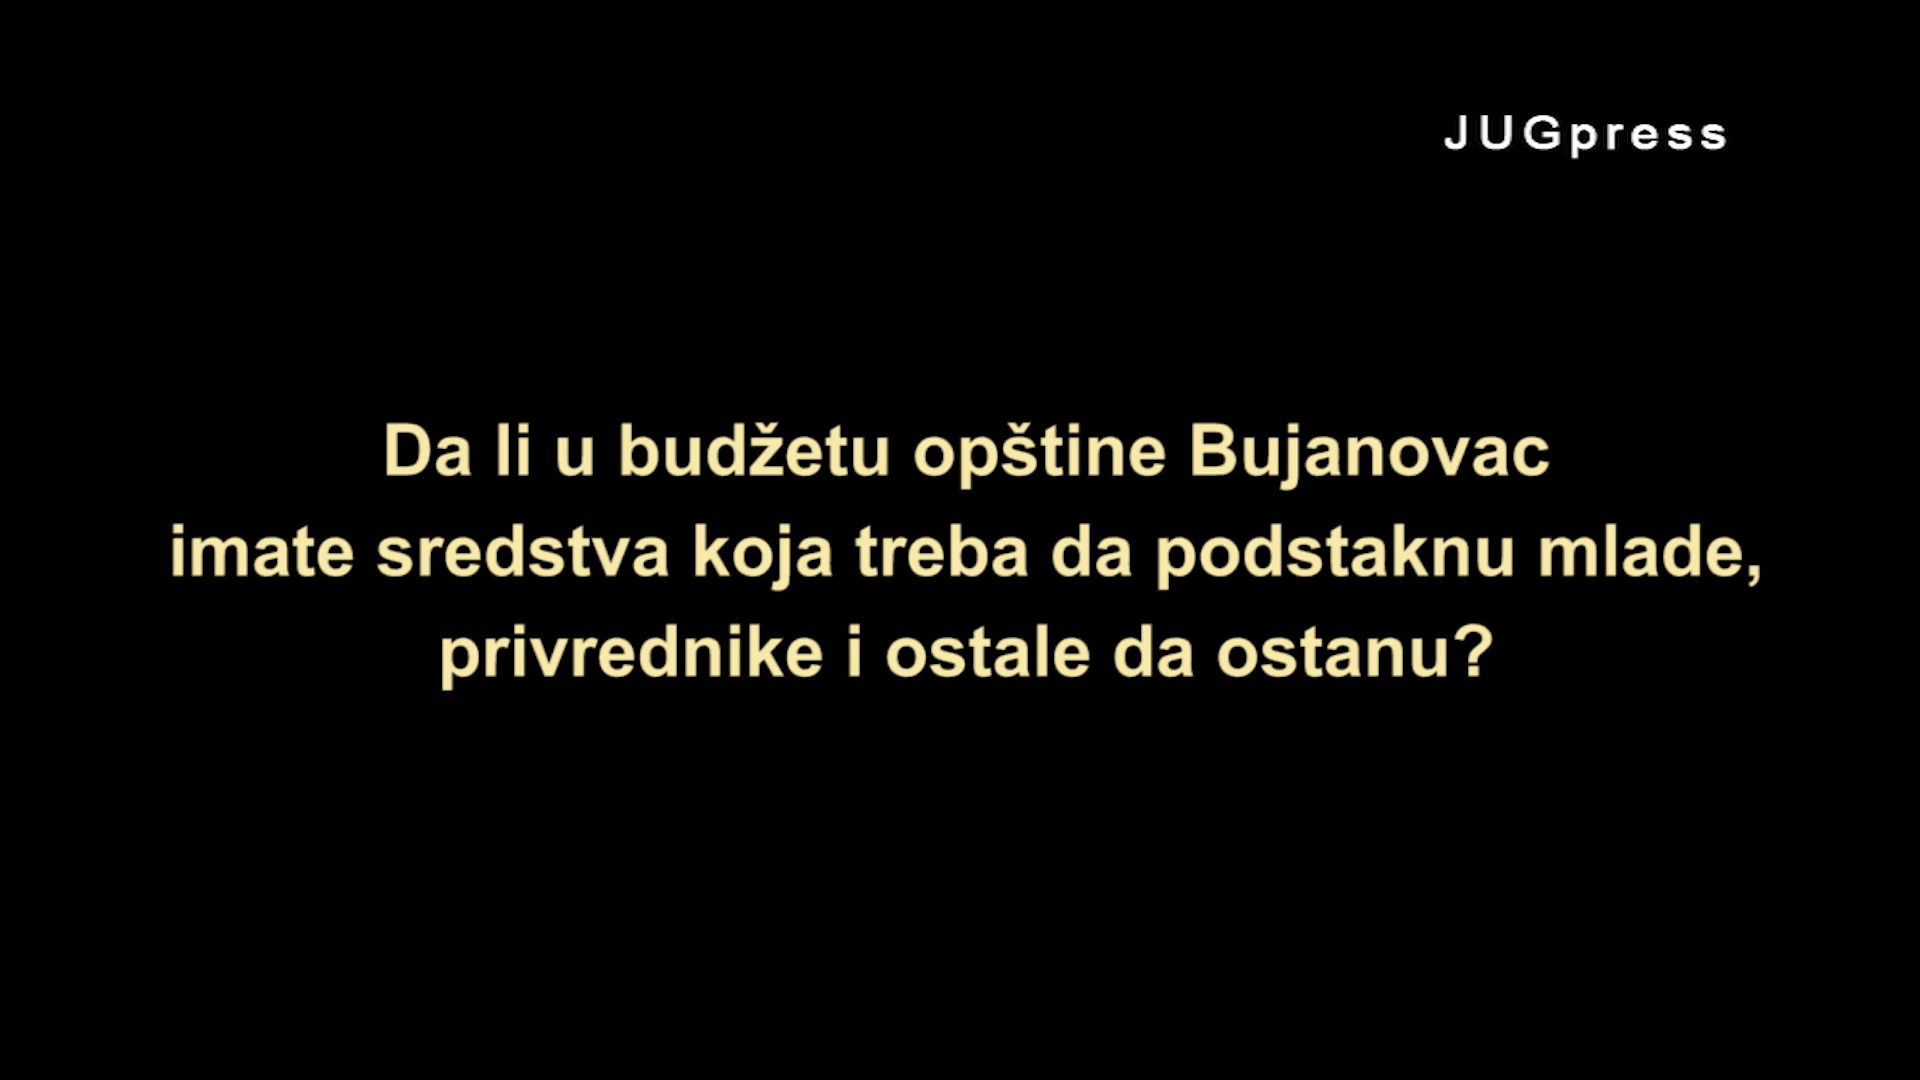 JUGpress
Da li u budžetu opštine Bujanovac
imate sredstva koja treba da podstaknu mlade,
privrednike i ostale da ostanu?